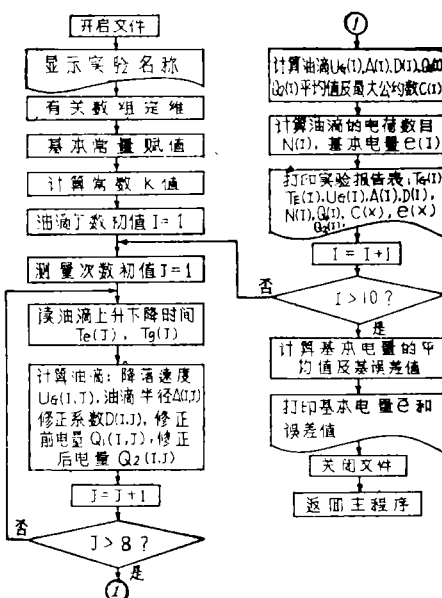 开启文件
显示实验名称
有关数组定维
基本常量赋值
计算常数K值
油滴丁数初值I=1
测量次数初值J=1
读油滴上升下降时间
Te(J), Tg(J)
计算油滴:降落速度
UG(I,J),油滴半径A(I,J)
修正系数D(I,J),修正
前电量Q1(I,J),修正
后电量Q2(I,J)
J=J+1
否
J>8?
是
1
1
计算油滴UG(I),A(I),D(I),Q1(I)
Q2(I)平均值及最大公约数C(I)
计算油滴的电荷数目
N(I),基本电量e(I)
打印实验报告表:TG(I)
TE(I),UG(I),A(I),D(I),
N(I),Q1(I),C(X),e(X)
Q2(I),
I=I+1
否
I>10?
是
计算基本电量的平
均值及基误差值
打印基本电量e和
误差值
关闭文件
返回主程序